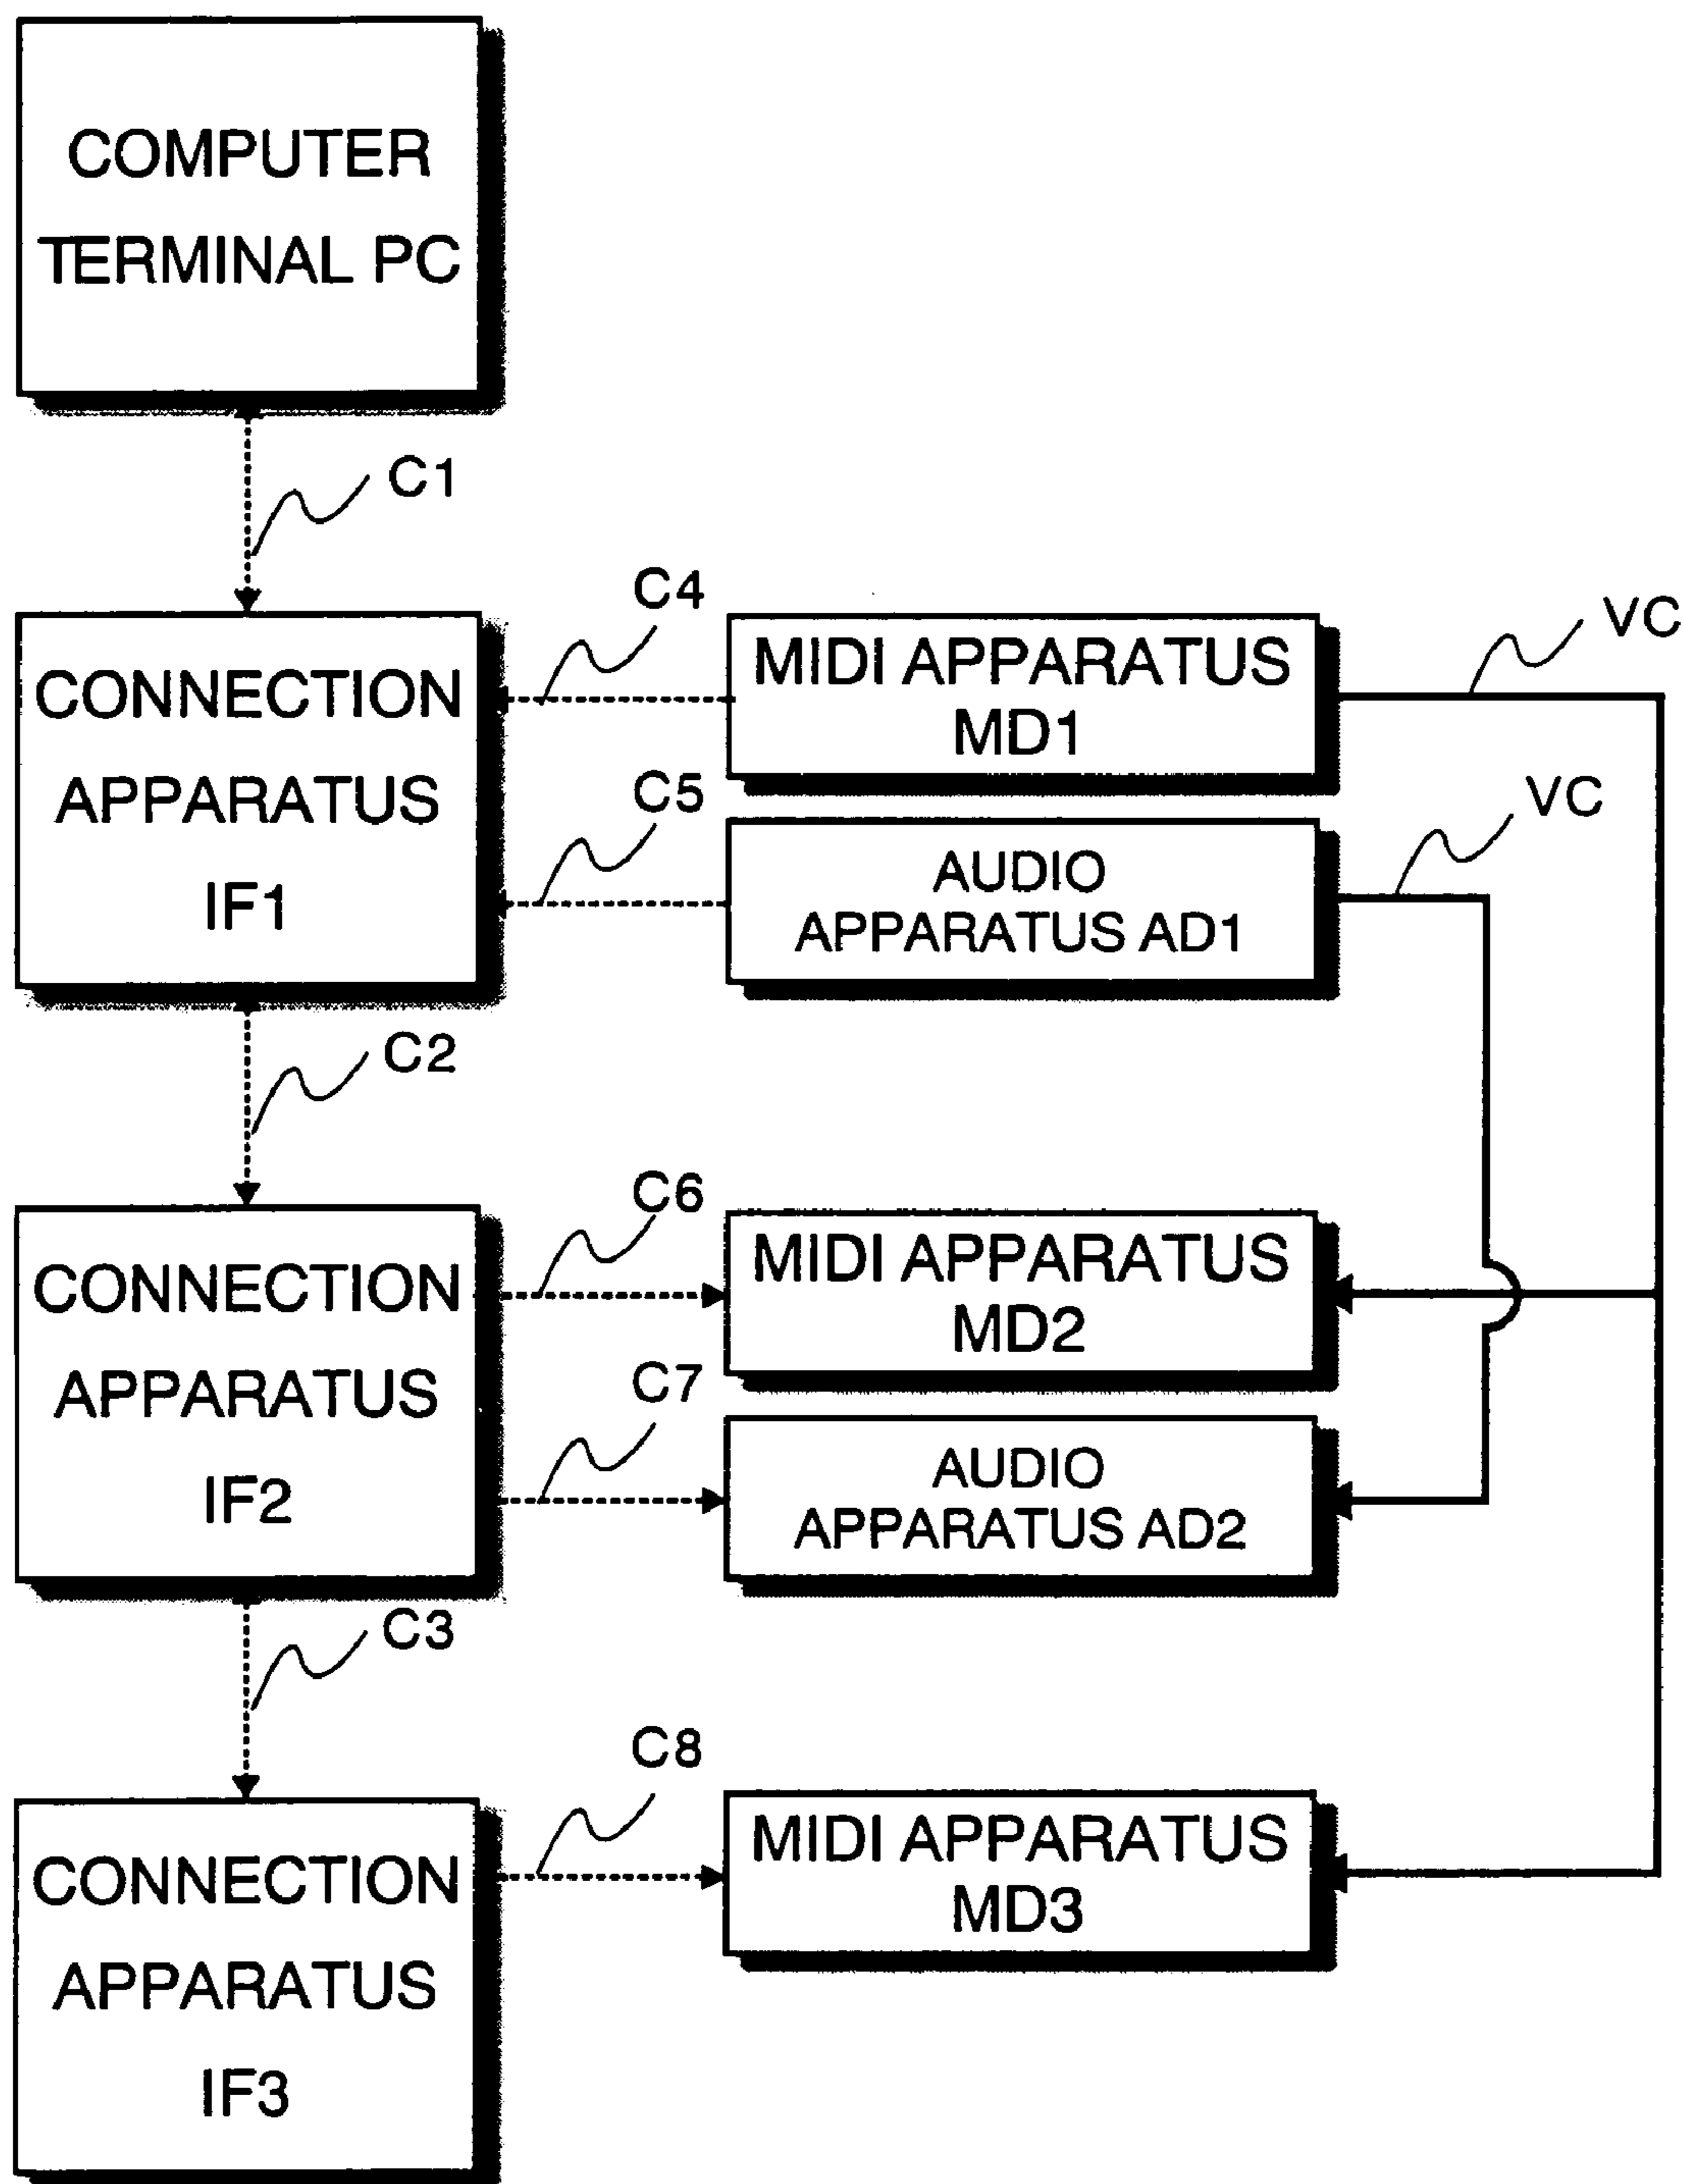 COMPUTER
TERMINAL PC
C1
CONNECTION
APPARATUS
IF1
C4
MIDI APPARATUS
MD1
VC
C5
AUDIO
APPARATUS AD1
VC
C2
CONNECTION
APPARATUS
IF2
C6
MIDI APPARATUS
MD2
C7
AUDIO
APPARATUS AD2
C3
CONNECTION
APPARATUS
IF3
C8
MIDI APPARATUS
MD3